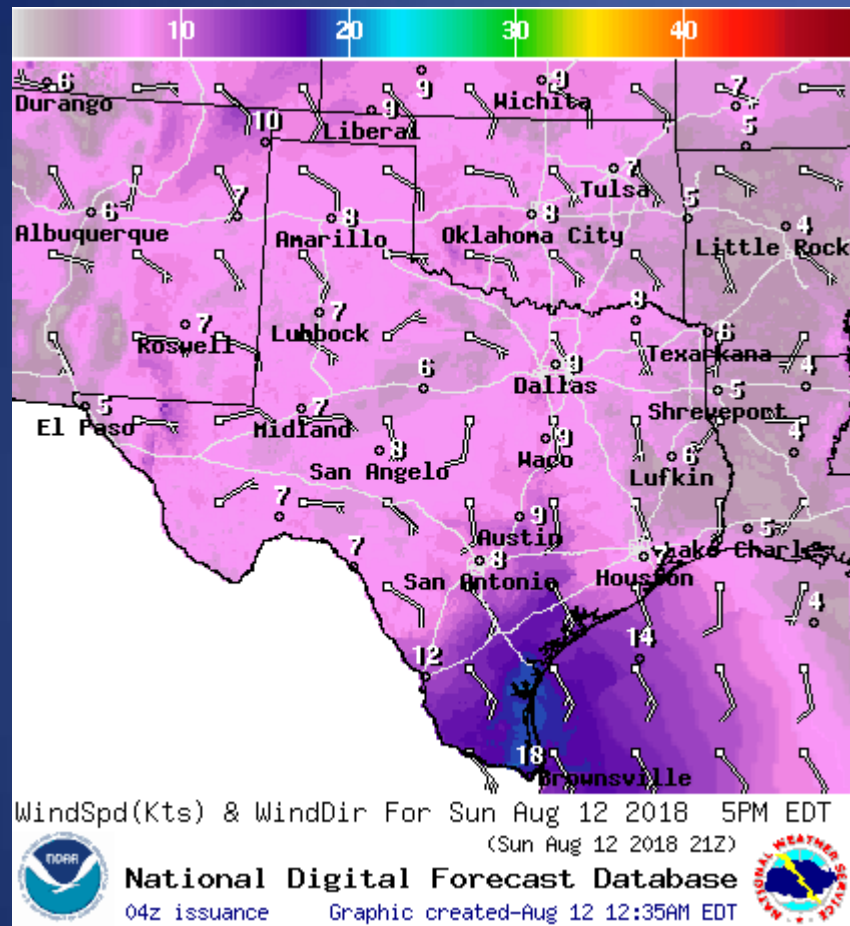 10 20 30 40
6 9 9 7
Durango Liberal Wichita
10 9 5
7 7
Tulsa
6 8 8 5 4
Albuquerque Amarillo Oklahoma City Little Rock
7 7 8 6
Roswell Lubbock Texarkana
6 9 5 4
Dallas
5 7 Shreveport
El Paso Midland
8 9 6 4
San Angelo Waco Lufkin
7 9 5
Austin
7 8 7 Lake Charles
San Antonio Houston
4
12 14
18
Brownsville
WindSpd(Kts) & WindDir For Sun Aug 12 2018 5PM EDT
(Sun Aug 12 2018 21Z)
NOAA
National Digital Forecast Database
04z issuance Graphic created-Aug 12 12:35AM EDT
NATIONAL WEATHER SERVICE